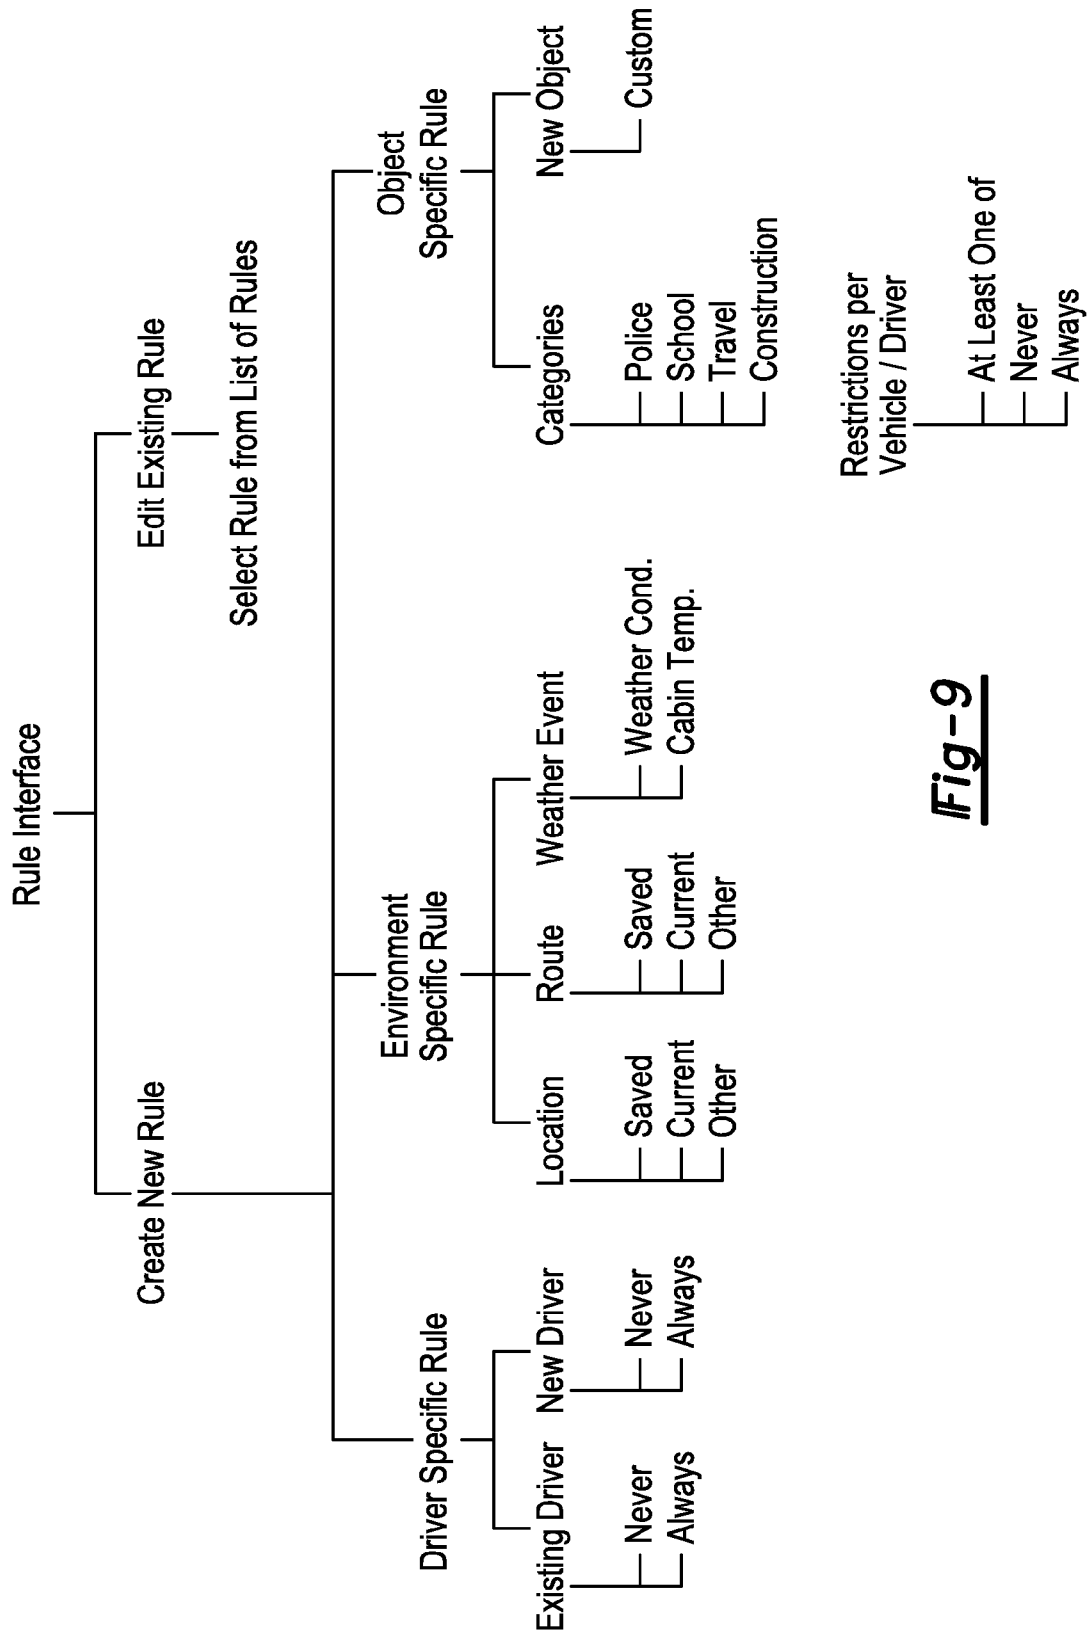 Rule Interface
Create New Rule
Edit Existing Rule
Select Rule from List of Rules
Driver Specific Rule
Environment
Specific Rule
Object
Specific Rule
Existing Driver
Never
Always
New Driver
Never
Always
Location
Saved
Current
Other
Route
Saved
Current
Other
Weather Event
Weather Cond.
Cabin Temp.
Categories
Police
School
Travel
Construction
New Object
Custom
Restrictions per
Vehicle / Driver
At Least One of
Never
Always
Fig-9